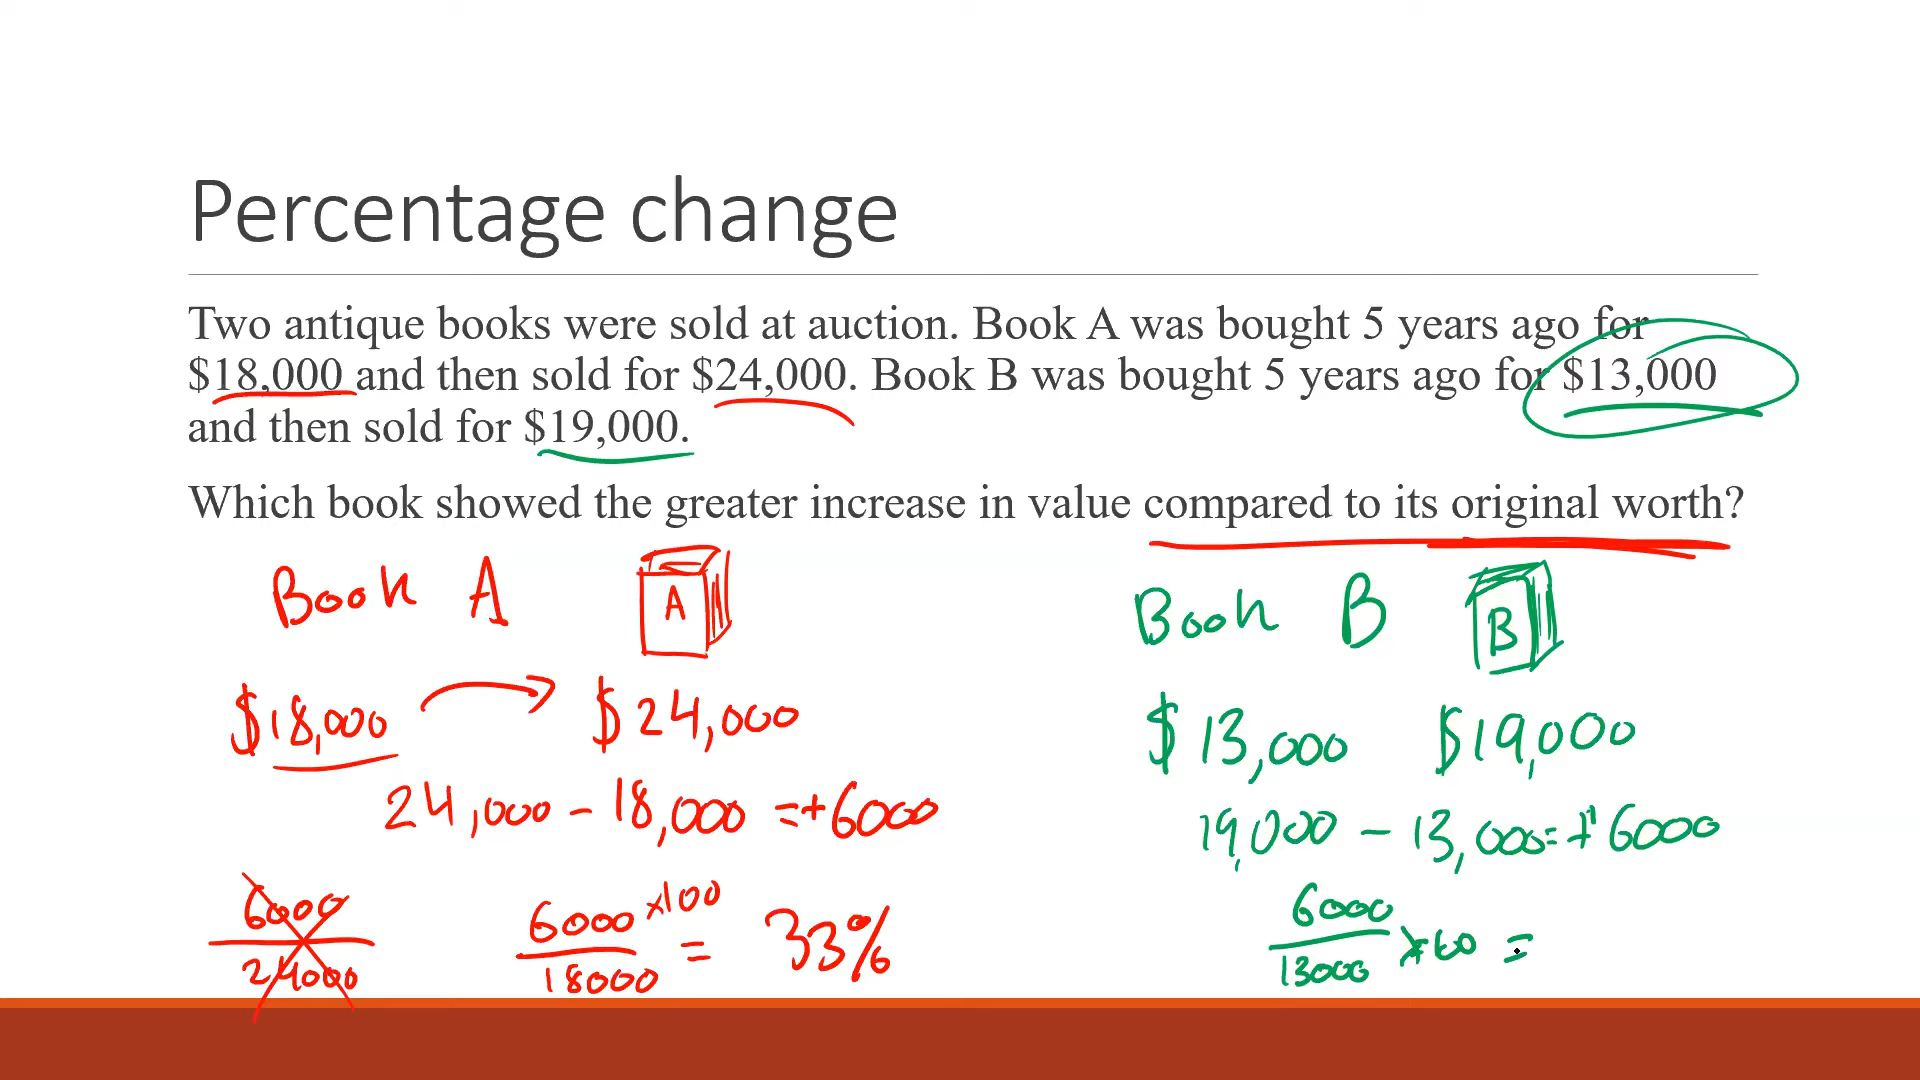 Percentage change
Two antique books were sold at auction. Book A was bought 5 years ago for
$18,000 and then sold for $24,000. Book B was bought 5 years ago for $13,000
and then sold for $19,000.
Which book showed the greater increase in value compared to its original worth?
Book A
A
$18,000 $24,000
24,000 - 18,000 = +6000
6000
24000
6000 x100
18000
= 33%
Book B
B
$13,000 $19,000
19,000 - 13,000 = +6000
6000
13000
x100 =